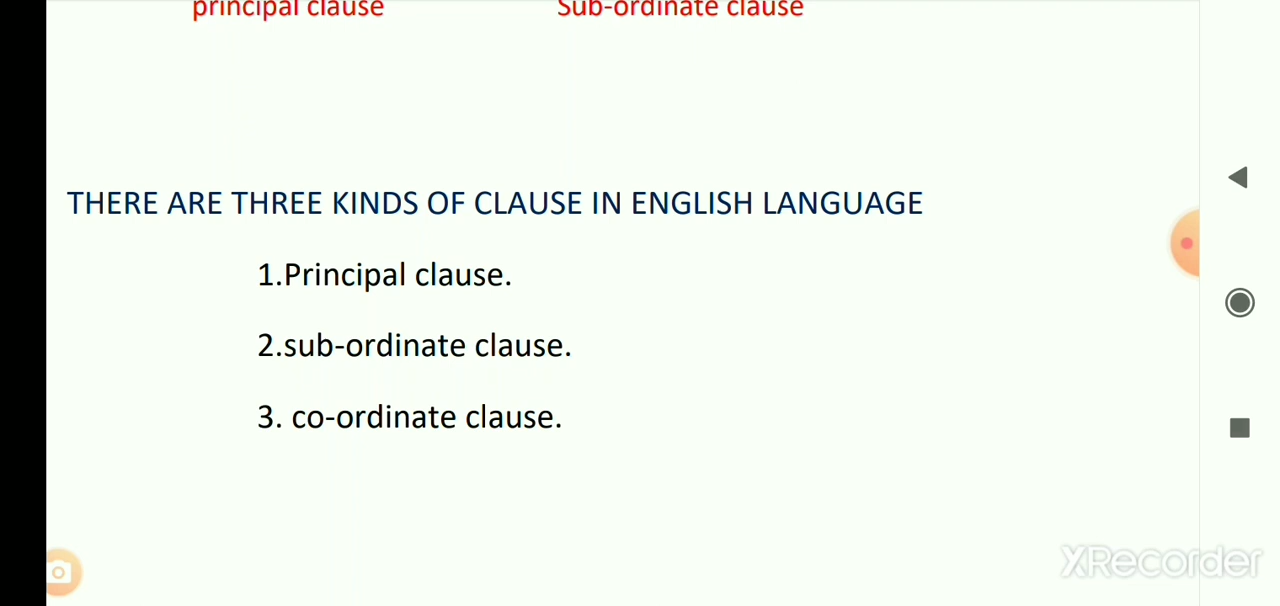 principal clause Sub-ordinate clause
THERE ARE THREE KINDS OF CLAUSE IN ENGLISH LANGUAGE
1.Principal clause.
2.sub-ordinate clause.
3. co-ordinate clause.
XRecorder